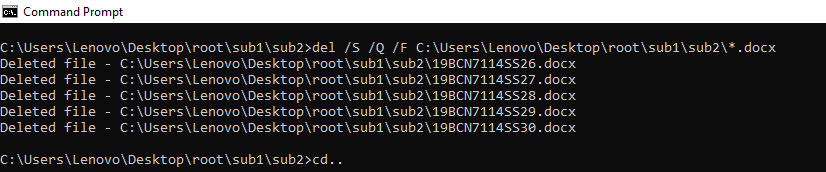 Command Prompt
C:\Users\Lenovo\Desktop\root\sub1\sub2>del /S /Q /F C:\Users\Lenovo\Desktop\root\sub1\sub2\*.docx
Deleted file - C:\Users\Lenovo\Desktop\root\sub1\sub2\19BCN7114SS26.docx
Deleted file - C:\Users\Lenovo\Desktop\root\sub1\sub2\19BCN7114SS27.docx
Deleted file - C:\Users\Lenovo\Desktop\root\sub1\sub2\19BCN7114SS28.docx
Deleted file - C:\Users\Lenovo\Desktop\root\sub1\sub2\19BCN7114SS29.docx
Deleted file - C:\Users\Lenovo\Desktop\root\sub1\sub2\19BCN7114SS30.docx
C:\Users\Lenovo\Desktop\root\sub1\sub2>cd..